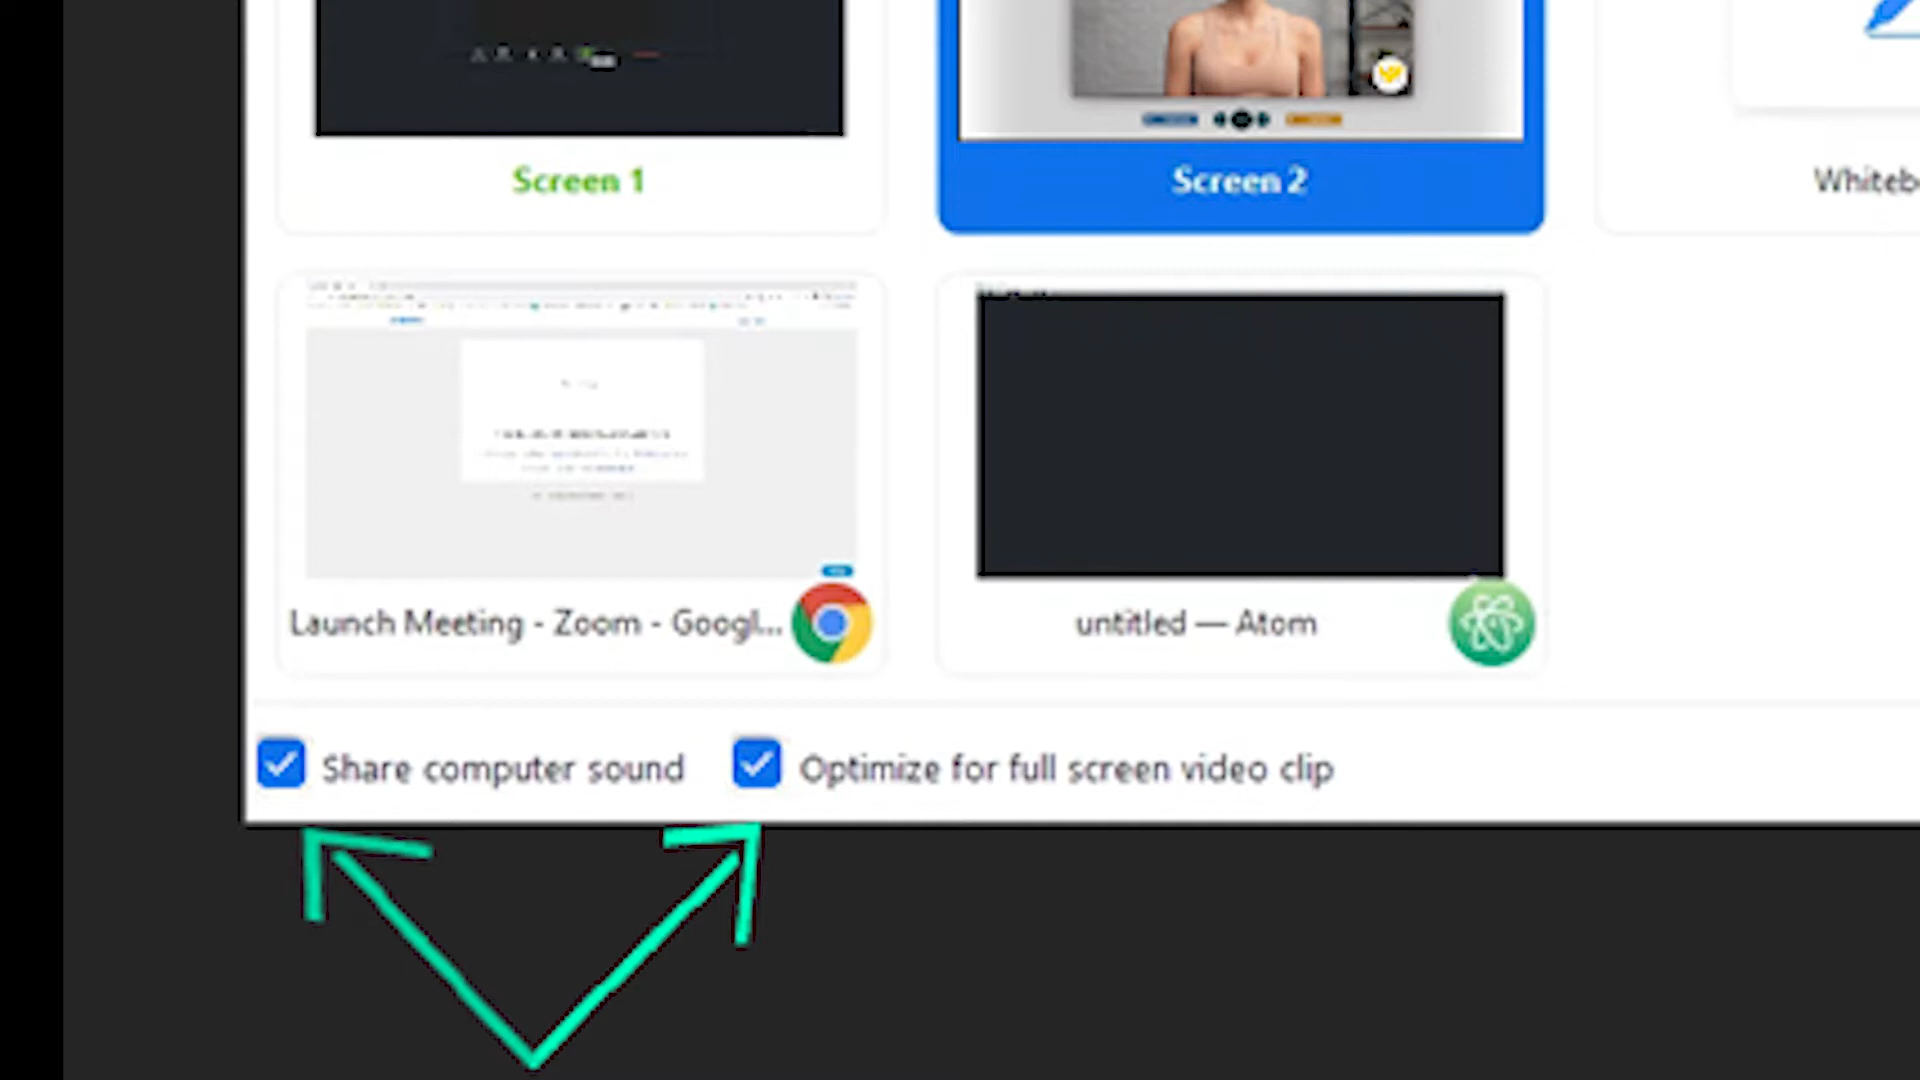 Screen 1
Screen 2
Whiteb
Launch Meeting - Zoom - Googl...
untitled — Atom
Share computer sound
Optimize for full screen video clip